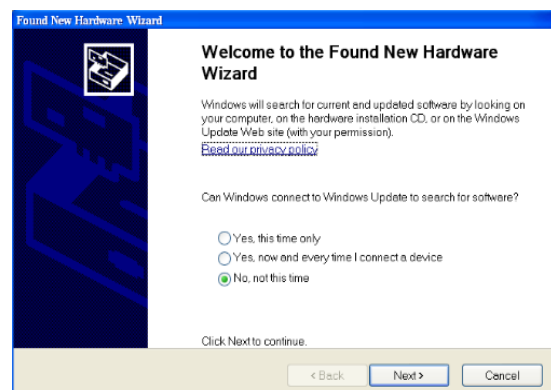 Found New Hardware Wizard
Welcome to the Found New Hardware
Wizard
Windows will search for current and updated software by looking on
your computer, on the hardware installation CD, or on the Windows
Update Web site (with your permission).
Read our privacy policy
Can Windows connect to Windows Update to search for software?
Yes, this time only
Yes, now and every time I connect a device
No, not this time
Click Next to continue.
< Back
Next >
Cancel